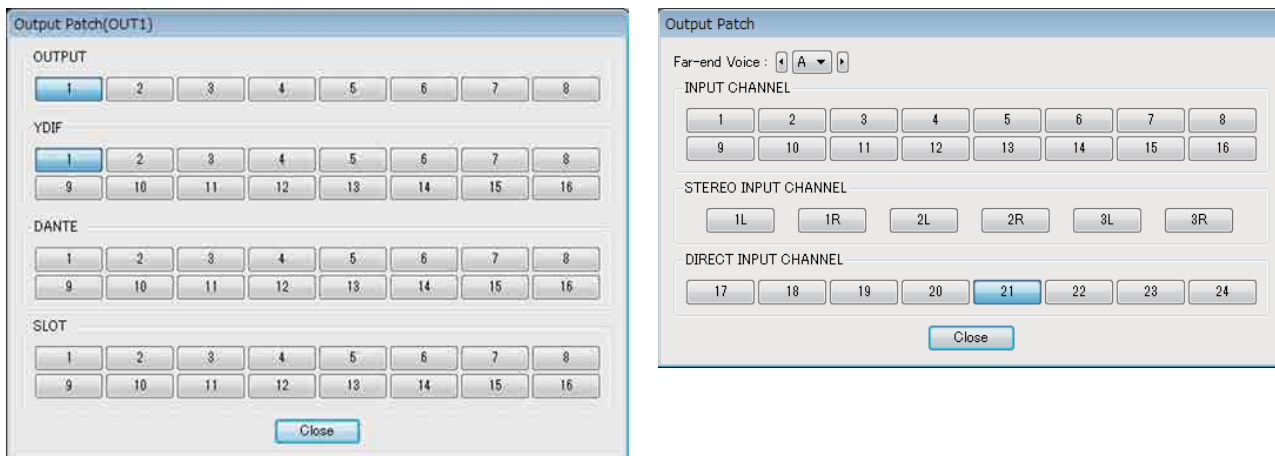 Output Patch(OUT1)
OUTPUT
1 2 3 4 5 6 7 8
YDIF
1 2 3 4 5 6 7 8
9 10 11 12 13 14 15 16
DANTE
1 2 3 4 5 6 7 8
9 10 11 12 13 14 15 16
SLOT
1 2 3 4 5 6 7 8
9 10 11 12 13 14 15 16
Close
Output Patch
Far-end Voice : A
INPUT CHANNEL
1 2 3 4 5 6 7 8
9 10 11 12 13 14 15 16
STEREO INPUT CHANNEL
1L 1R 2L 2R 3L 3R
DIRECT INPUT CHANNEL
17 18 19 20 21 22 23 24
Close